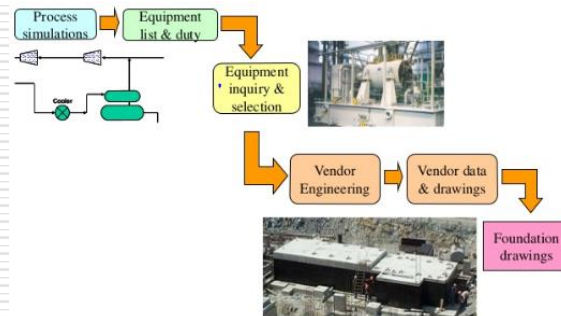 Process
simulations
Equipment
list & duty
Equipment
inquiry &
selection
Cooler
Vendor
Engineering
Vendor data
& drawings
Foundation
drawings